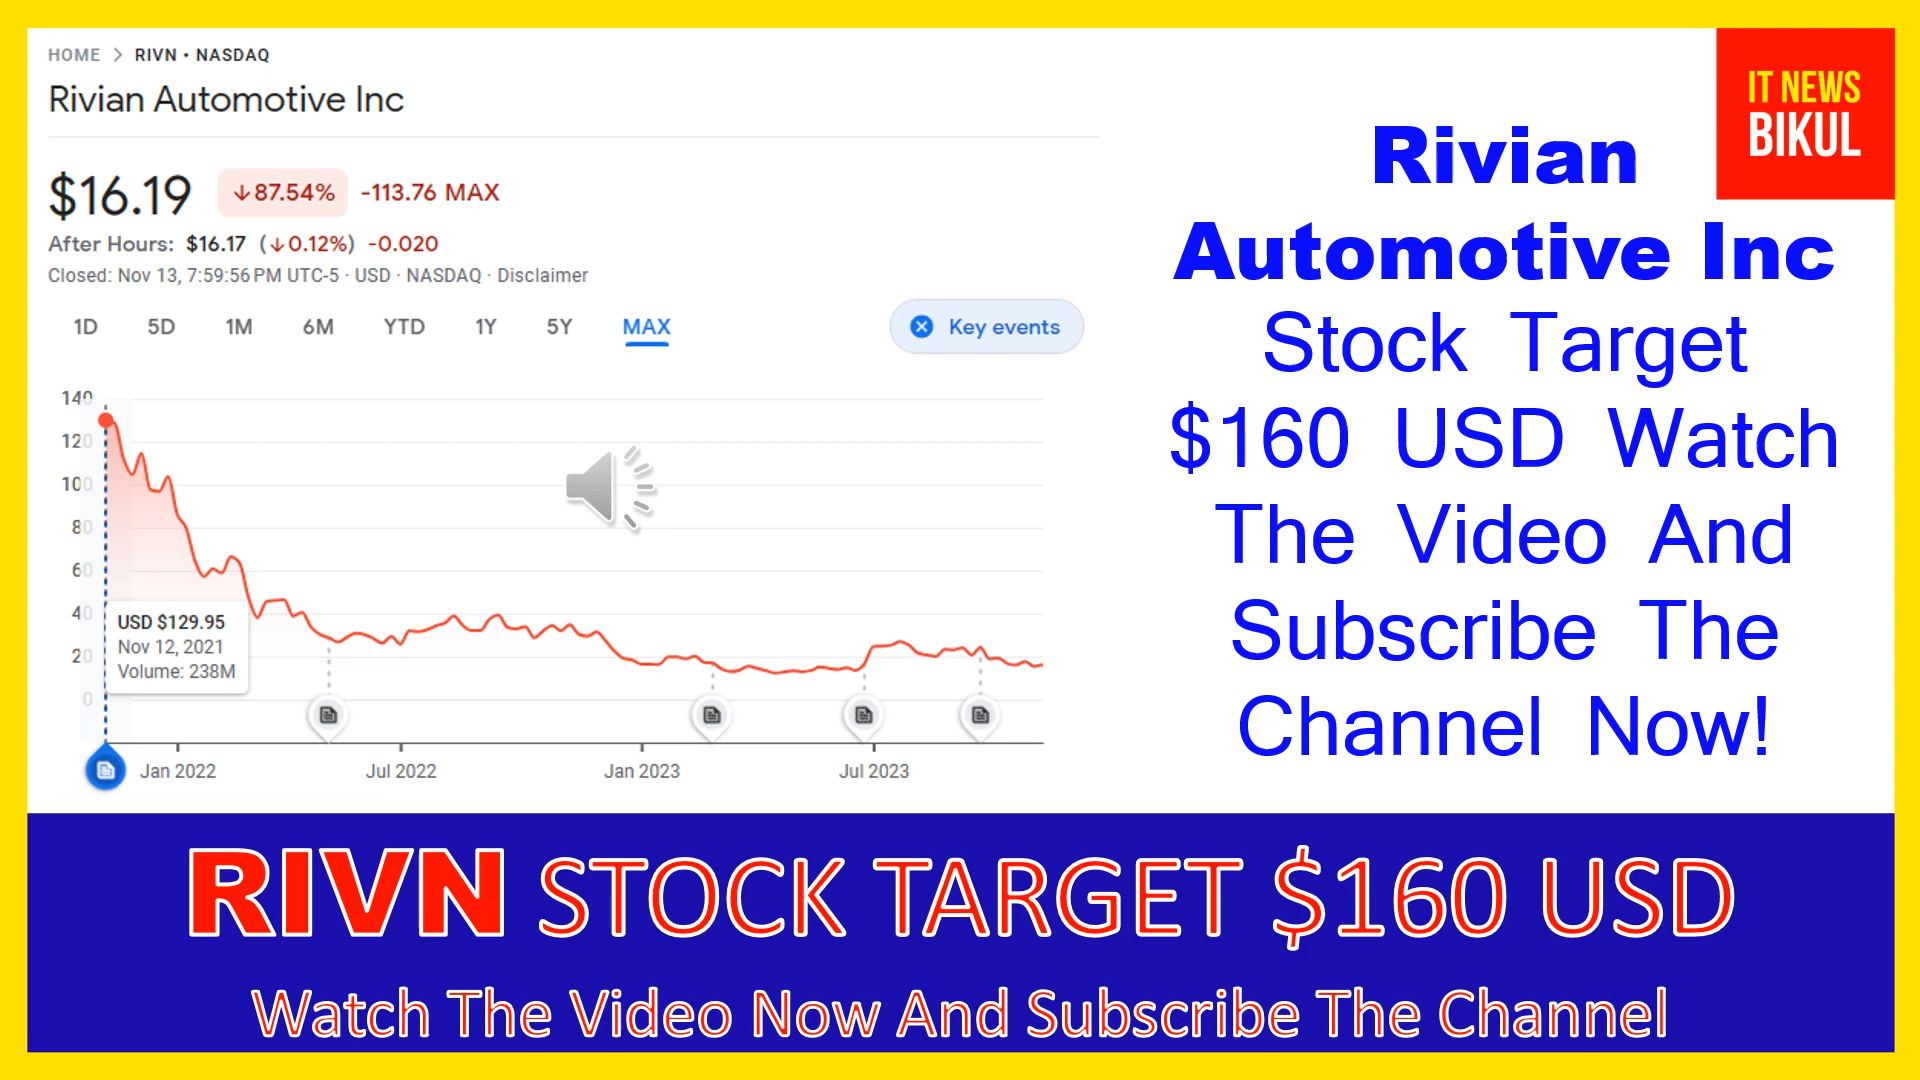 HOME > RIVN • NASDAQ
Rivian Automotive Inc
$16.19 ↓87.54% -113.76 MAX
After Hours: $16.17 (↓0.12%) -0.020
Closed: Nov 13, 7:59:56 PM UTC-5 · USD · NASDAQ · Disclaimer
1D 5D 1M 6M YTD 1Y 5Y MAX
Key events
140
120
100
80
60
40
20
0
USD $129.95
Nov 12, 2021
Volume: 238M
Jan 2022 Jul 2022 Jan 2023 Jul 2023
IT NEWS
BIKUL
Rivian
Automotive Inc
Stock Target
$160 USD Watch
The Video And
Subscribe The
Channel Now!
RIVN STOCK TARGET $160 USD
Watch The Video Now And Subscribe The Channel